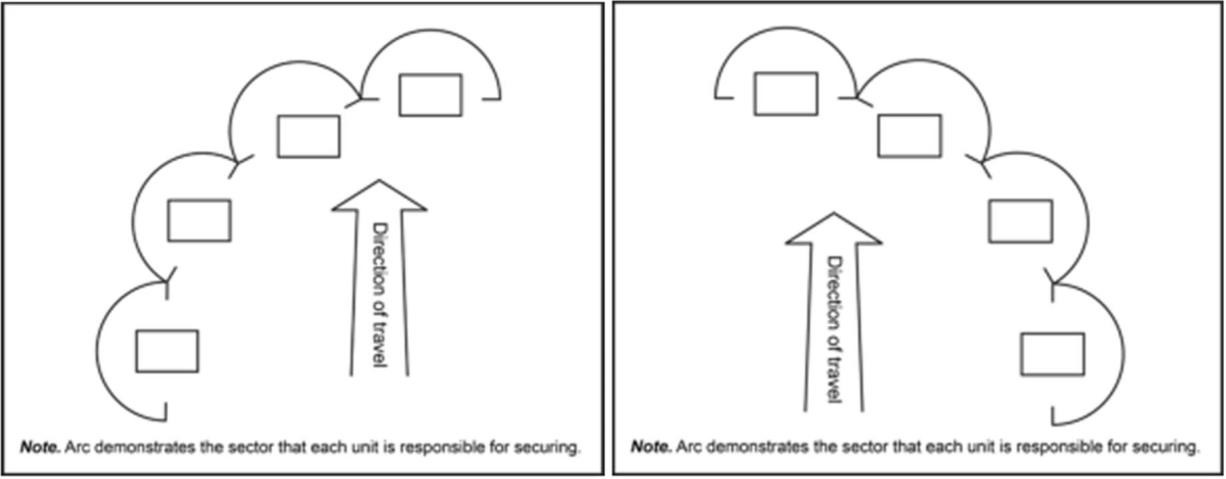 Direction of travel
Note. Arc demonstrates the sector that each unit is responsible for securing.
Direction of travel
Note. Arc demonstrates the sector that each unit is responsible for securing.